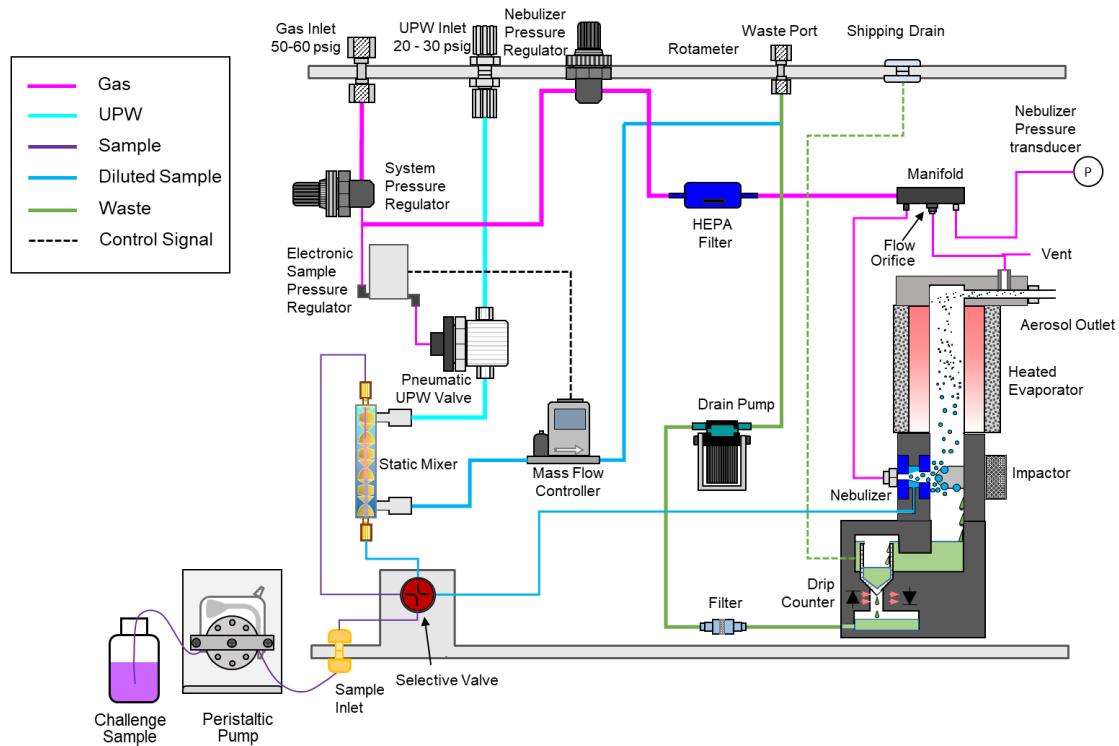 Gas Inlet
50-60 psig
UPW Inlet
20 - 30 psig
Nebulizer
Pressure
Regulator
Rotameter
Waste Port
Shipping Drain
Gas
UPW
Sample
Diluted Sample
Waste
Control Signal
System
Pressure
Regulator
Nebulizer
Pressure
transducer
P
Manifold
HEPA
Filter
Flow
Orifice
Vent
Electronic
Sample
Pressure
Regulator
Aerosol Outlet
Pneumatic
UPW Valve
Heated
Evaporator
Drain Pump
Static Mixer
Mass Flow
Controller
Nebulizer
Impactor
Drip
Counter
Filter
Selective Valve
Sample
Inlet
Challenge
Sample
Peristaltic
Pump